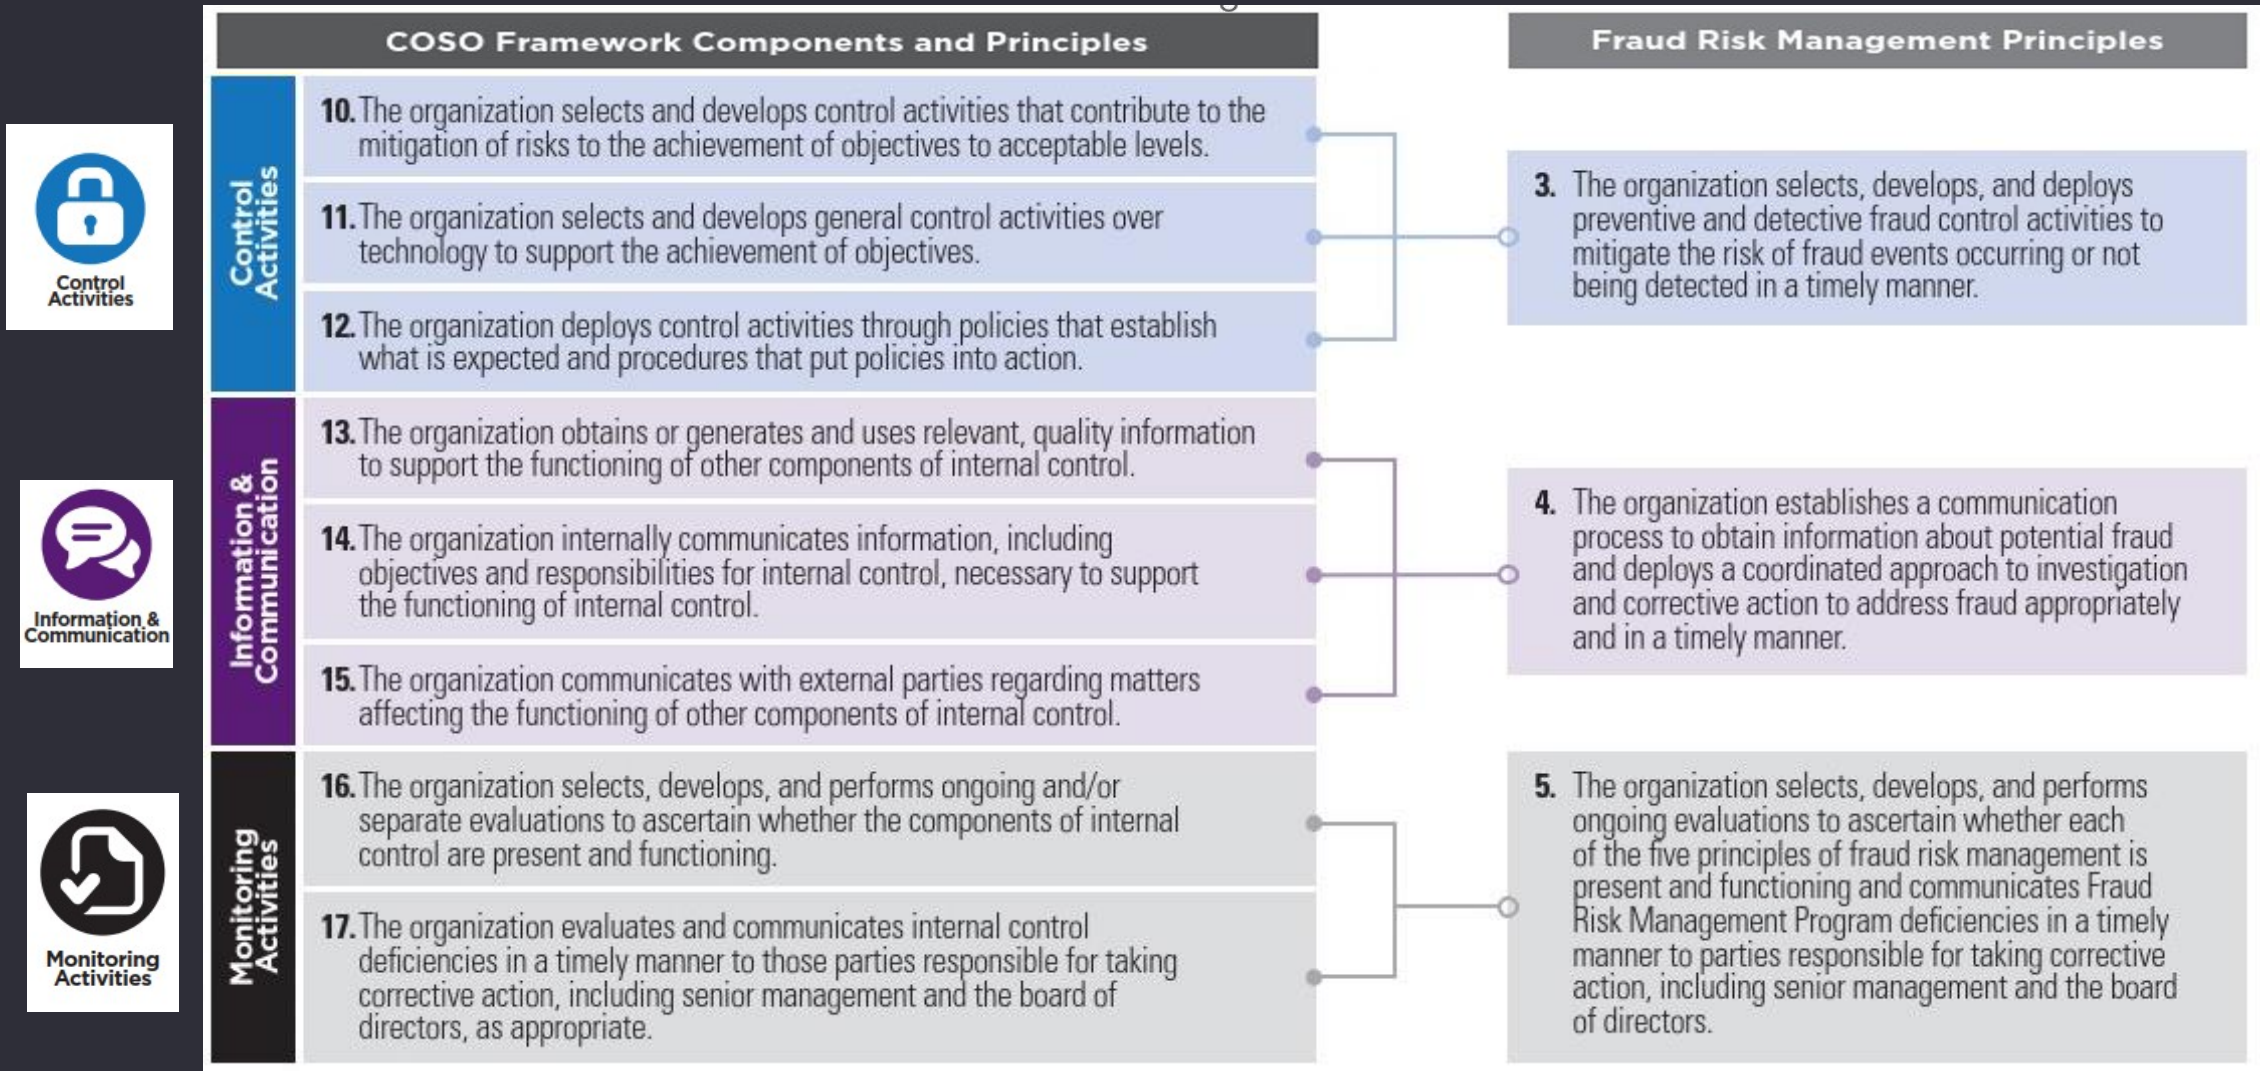 COSO Framework Components and Principles
Fraud Risk Management Principles
Control
Activities
Control
Activities
10. The organization selects and develops control activities that contribute to the
mitigation of risks to the achievement of objectives to acceptable levels.
11. The organization selects and develops general control activities over
technology to support the achievement of objectives.
12. The organization deploys control activities through policies that establish
what is expected and procedures that put policies into action.
3. The organization selects, develops, and deploys
preventive and detective fraud control activities to
mitigate the risk of fraud events occurring or not
being detected in a timely manner.
Information &
Communication
Information &
Communication
13. The organization obtains or generates and uses relevant, quality information
to support the functioning of other components of internal control.
14. The organization internally communicates information, including
objectives and responsibilities for internal control, necessary to support
the functioning of internal control.
15. The organization communicates with external parties regarding matters
affecting the functioning of other components of internal control.
4. The organization establishes a communication
process to obtain information about potential fraud
and deploys a coordinated approach to investigation
and corrective action to address fraud appropriately
and in a timely manner.
Monitoring
Activities
Monitoring
Activities
16. The organization selects, develops, and performs ongoing and/or
separate evaluations to ascertain whether the components of internal
control are present and functioning.
17. The organization evaluates and communicates internal control
deficiencies in a timely manner to those parties responsible for taking
corrective action, including senior management and the board of
directors, as appropriate.
5. The organization selects, develops, and performs
ongoing evaluations to ascertain whether each
of the five principles of fraud risk management is
present and functioning and communicates Fraud
Risk Management Program deficiencies in a timely
manner to parties responsible for taking corrective
action, including senior management and the board
of directors.